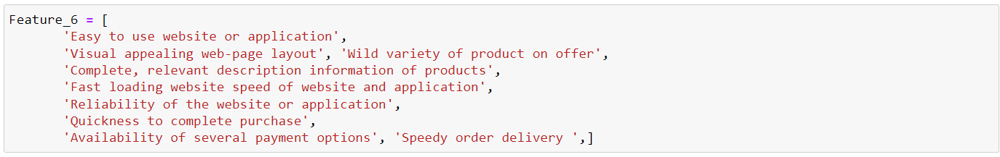 Feature_6 = [
'Easy to use website or application',
'Visual appealing web-page layout', 'Wild variety of product on offer',
'Complete, relevant description information of products',
'Fast loading website speed of website and application',
'Reliability of the website or application',
'Quickness to complete purchase',
'Availability of several payment options', 'Speedy order delivery ',]